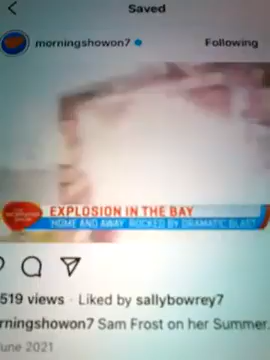 Saved
morningshowon7
Following
EXPLOSION IN THE BAY
'HOME AND AWAY' ROCKED BY DRAMATIC BLAST
519 views · Liked by sallybowrey7
rningshowon7 Sam Frost on her Summer
une 2021